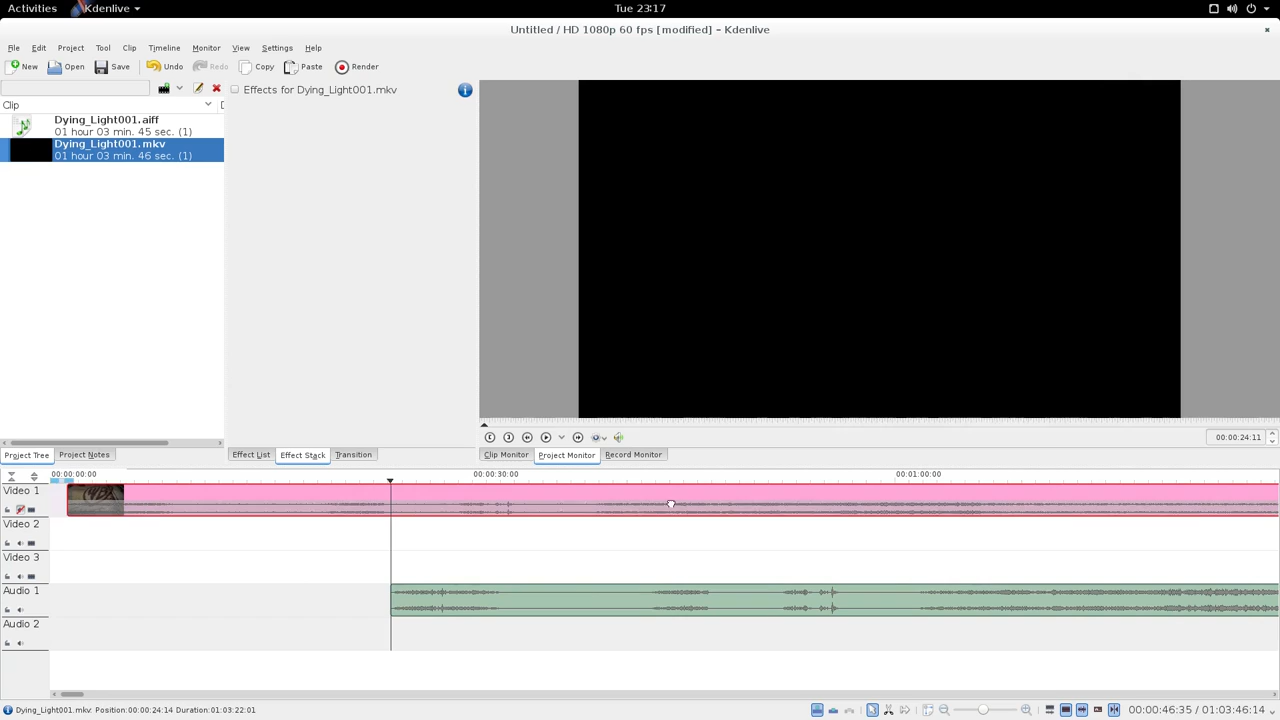 Activities Kdenlive Tue 23:17
Untitled / HD 1080p 60 fps [modified] – Kdenlive
File Edit Project Tool Clip Timeline Monitor View Settings Help
New Open Save Undo Redo Copy Paste Render
Effects for Dying_Light001.mkv
Clip
Dying_Light001.aiff
01 hour 03 min. 45 sec. (1)
Dying_Light001.mkv
01 hour 03 min. 46 sec. (1)
00:00:24:11
Project Tree Project Notes Effect List Effect Stack Transition Clip Monitor Project Monitor Record Monitor
00:00:00:00 00:00:30:00 00:01:00:00
Video 1
Video 2
Video 3
Audio 1
Audio 2
Dying_Light001.mkv: Position:00:00:24:14 Duration:01:03:22:01 00:00:46:35 / 01:03:46:14